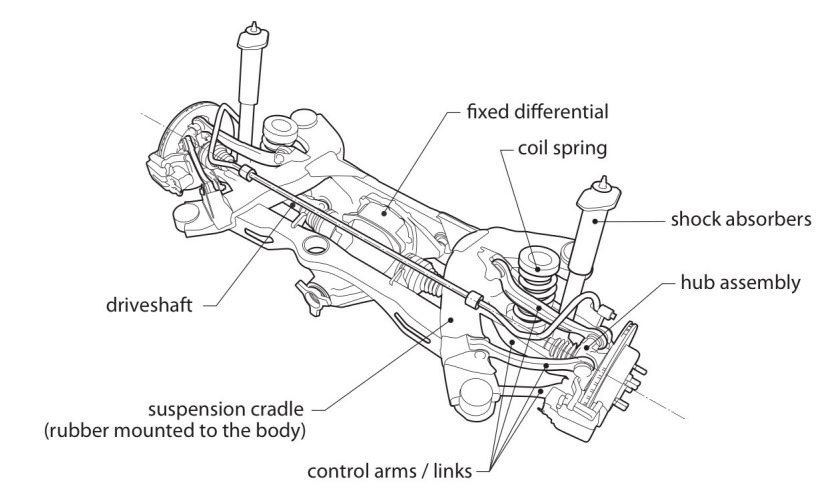 fixed differential
coil spring
shock absorbers
hub assembly
driveshaft
suspension cradle
(rubber mounted to the body)
control arms / links